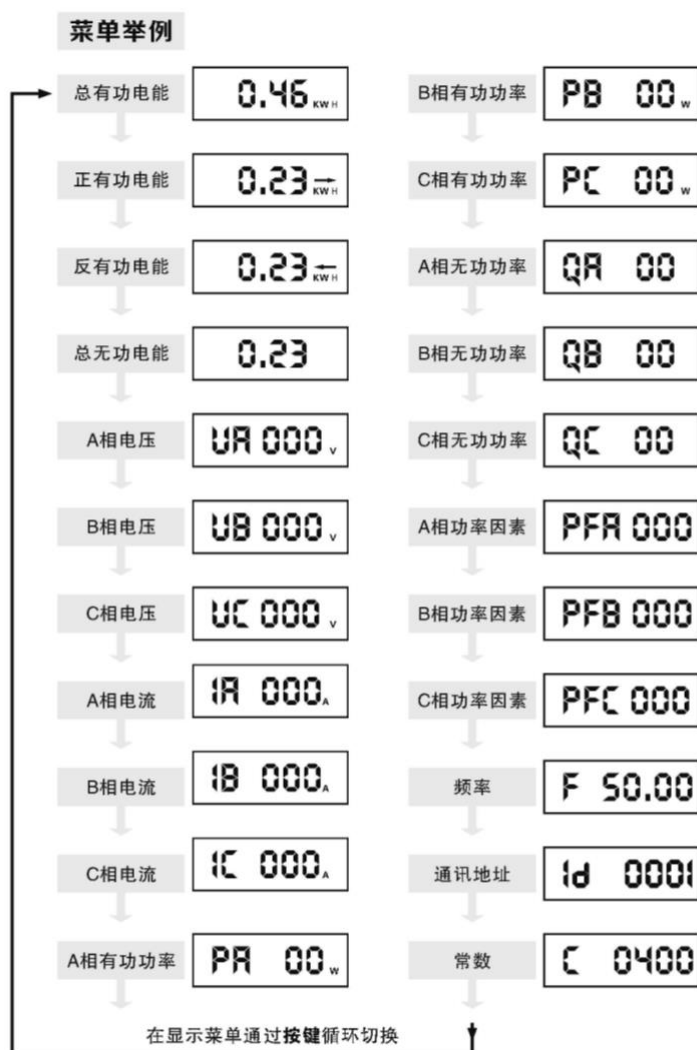 菜单举例
总有功电能 0.46 KWH
正有功电能 0.23 → KWH
反有功电能 0.23 ← KWH
总无功电能 0.23
A相电压 UA 000 V
B相电压 UB 000 V
C相电压 UC 000 V
A相电流 IA 000 A
B相电流 IB 000 A
C相电流 IC 000 A
A相有功功率 PA 00 W
B相有功功率 PB 00 W
C相有功功率 PC 00 W
A相无功功率 QA 00
B相无功功率 QB 00
C相无功功率 QC 00
A相功率因素 PFA 000
B相功率因素 PFB 000
C相功率因素 PFC 000
频率 F 50.00
通讯地址 Id 0001
常数 C 0400
在显示菜单通过按键循环切换